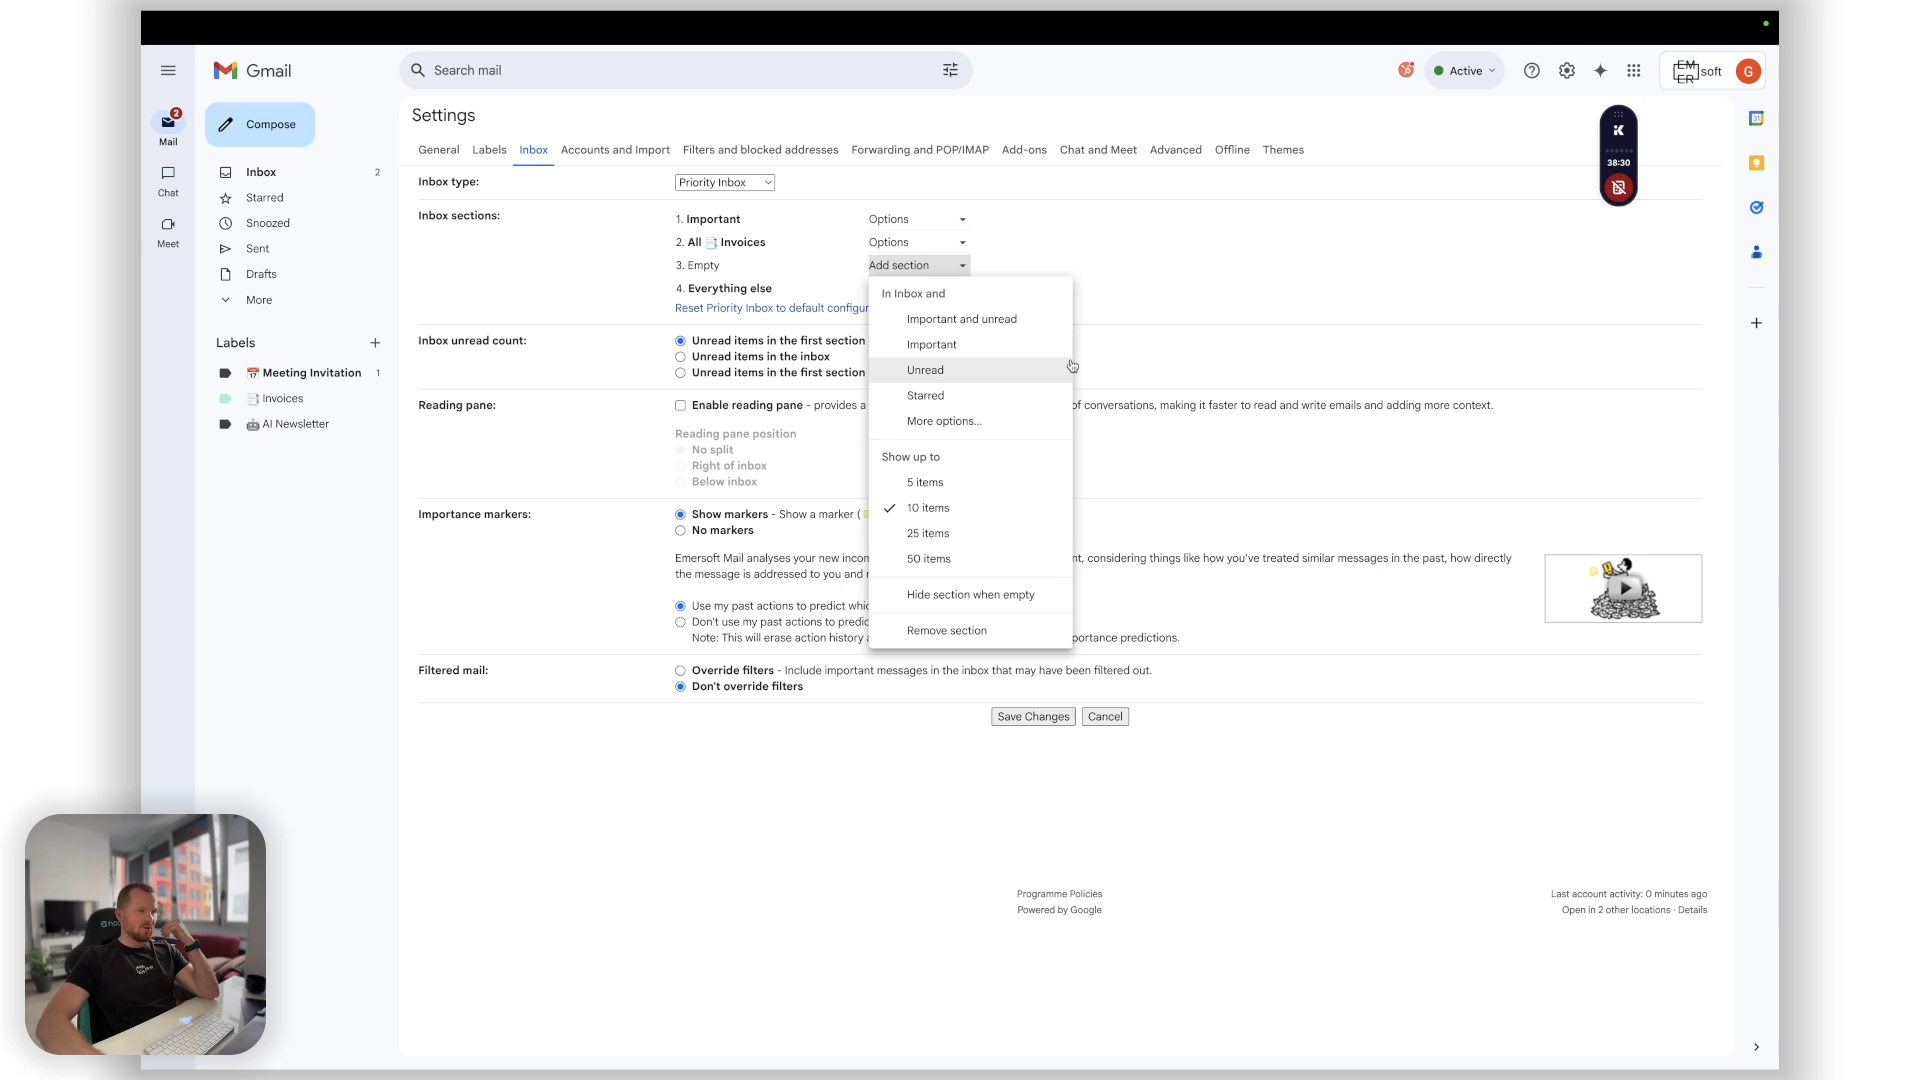 Gmail
Search mail
Active
EM
ER
soft
G
2
Mail
Chat
Meet
Compose
Inbox 2
Starred
Snoozed
Sent
Drafts
More
Labels
📅 Meeting Invitation 1
📑 Invoices
🤖 AI Newsletter
Settings
General Labels Inbox Accounts and Import Filters and blocked addresses Forwarding and POP/IMAP Add-ons Chat and Meet Advanced Offline Themes
38:30
31
Inbox type: Priority Inbox
Inbox sections: 1. Important Options
2. All 📑 Invoices Options
3. Empty Add section
4. Everything else
Reset Priority Inbox to default configur
In Inbox and
Important and unread
Important
Unread
Starred
More options...
Show up to
5 items
10 items
25 items
50 items
Hide section when empty
Remove section
Inbox unread count: Unread items in the first section
Unread items in the inbox
Unread items in the first section
Reading pane: Enable reading pane - provides a of conversations, making it faster to read and write emails and adding more context.
Reading pane position
No split
Right of inbox
Below inbox
Importance markers: Show markers - Show a marker (
No markers
Emersoft Mail analyses your new incon nt, considering things like how you've treated similar messages in the past, how directly
the message is addressed to you and
Use my past actions to predict whic
Don't use my past actions to predic
Note: This will erase action history portance predictions.
Filtered mail: Override filters - Include important messages in the inbox that may have been filtered out.
Don't override filters
Save Changes Cancel
Programme Policies
Powered by Google
Last account activity: 0 minutes ago
Open in 2 other locations · Details